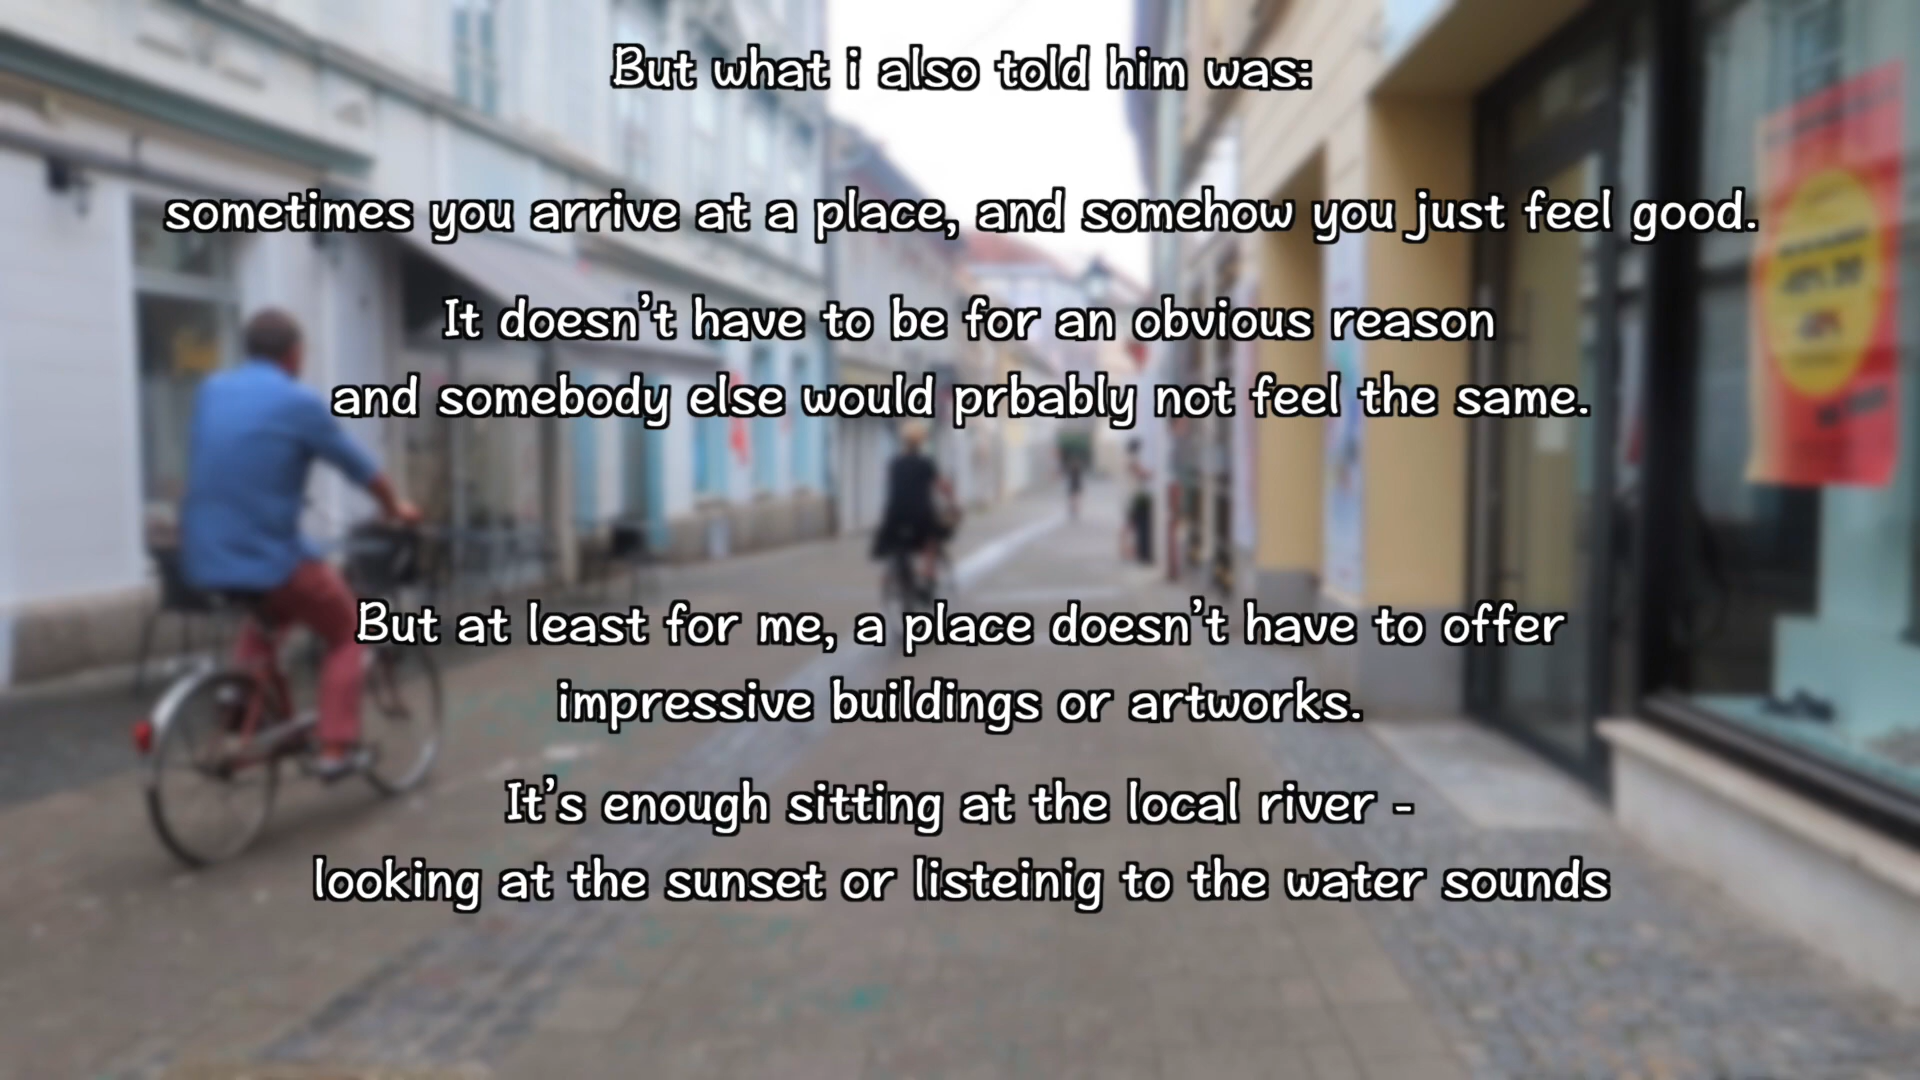 But what i also told him was:
sometimes you arrive at a place, and somehow you just feel good.
It doesn't have to be for an obvious reason
and somebody else would prbably not feel the same.
But at least for me, a place doesn't have to offer
impressive buildings or artworks.
It's enough sitting at the local river -
looking at the sunset or listeinig to the water sounds